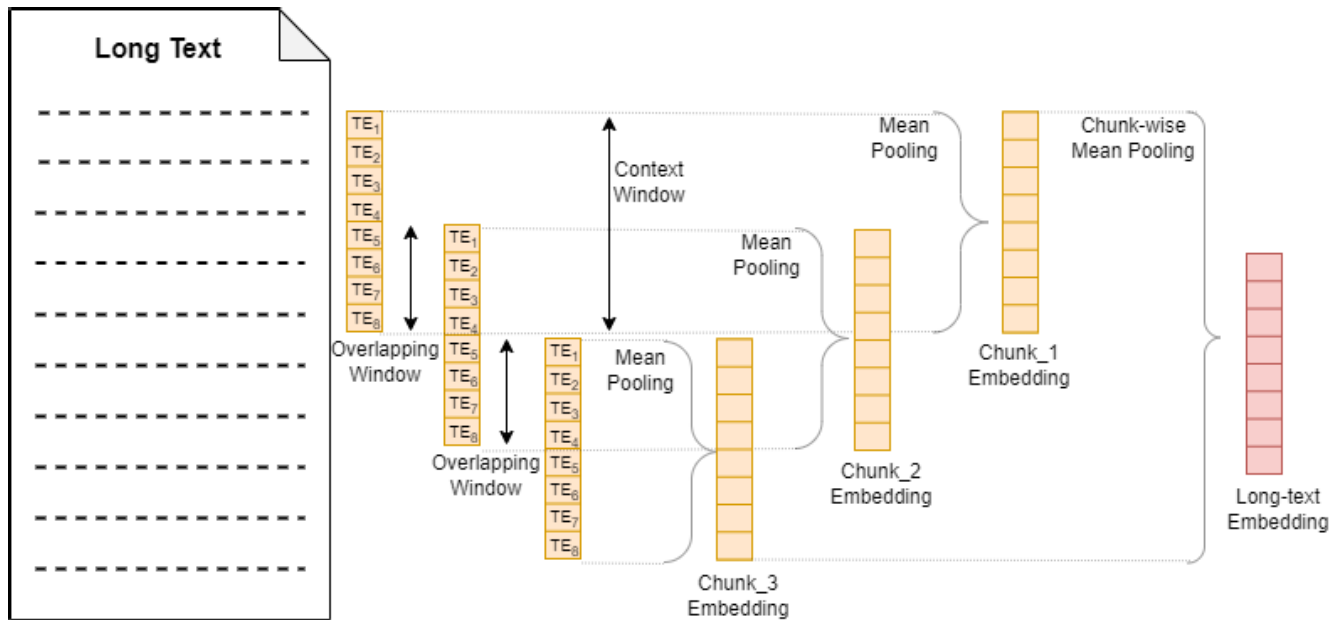 Long Text
TE₁
TE₂
TE₃
TE₄
TE₅
TE₆
TE₇
TE₈
Overlapping
Window
TE₁
TE₂
TE₃
TE₄
TE₅
TE₆
TE₇
TE₈
Overlapping
Window
TE₁
TE₂
TE₃
TE₄
TE₅
TE₆
TE₇
TE₈
Context
Window
Mean
Pooling
Mean
Pooling
Mean
Pooling
Chunk_3
Embedding
Chunk_2
Embedding
Chunk_1
Embedding
Chunk-wise
Mean Pooling
Long-text
Embedding